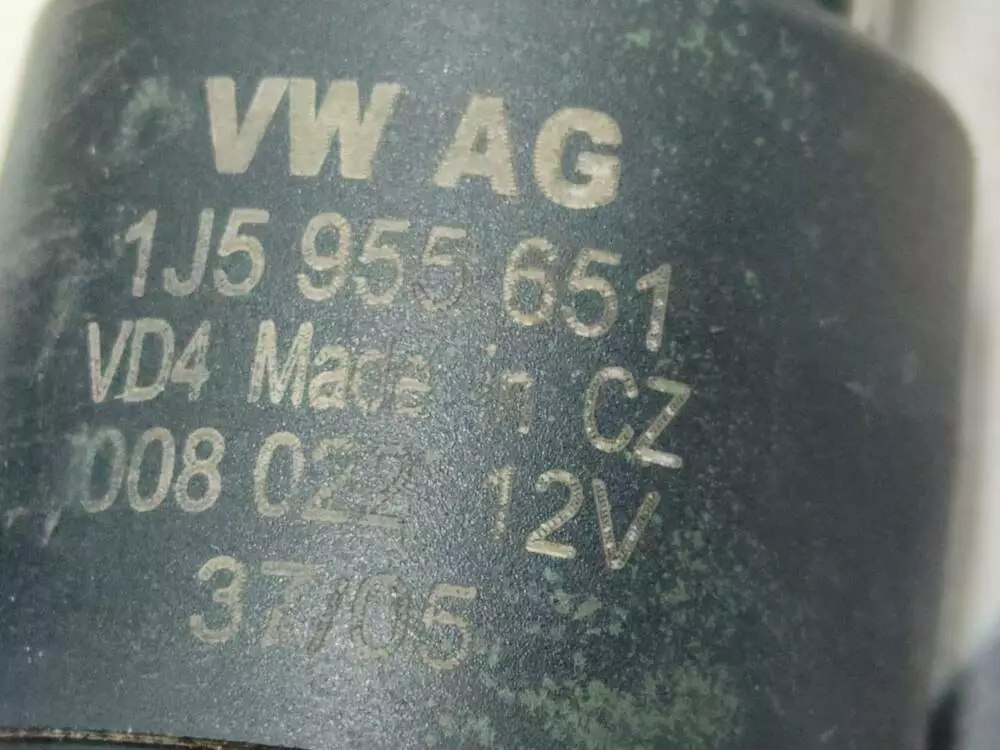 VW AG
1J5 955 651
VD4 Made in CZ
008 022 12V
37/05